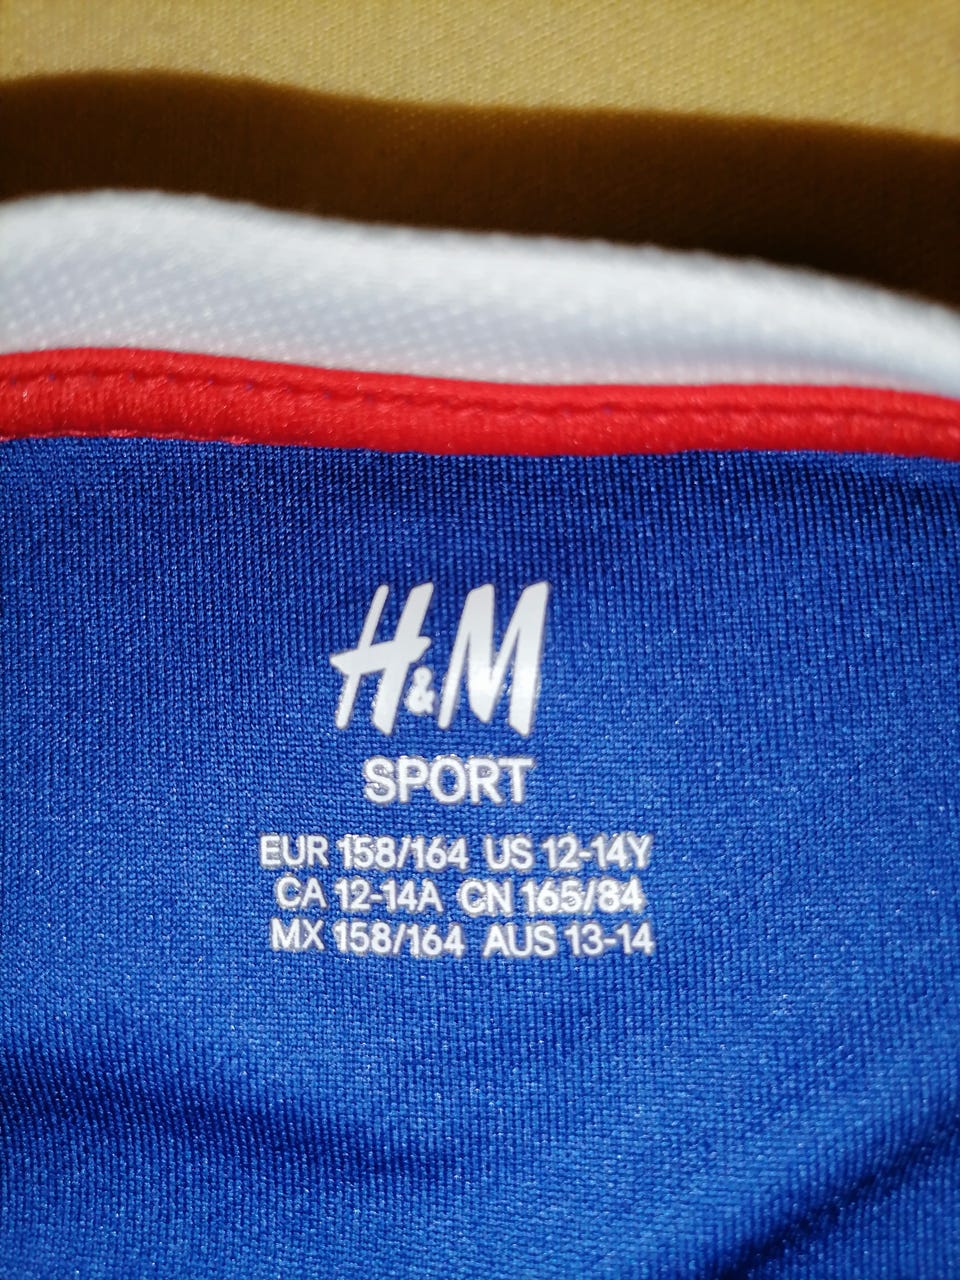 H&M
SPORT
EUR 158/164 US 12-14Y
CA 12-14A CN 165/84
MX 158/164 AUS 13-14